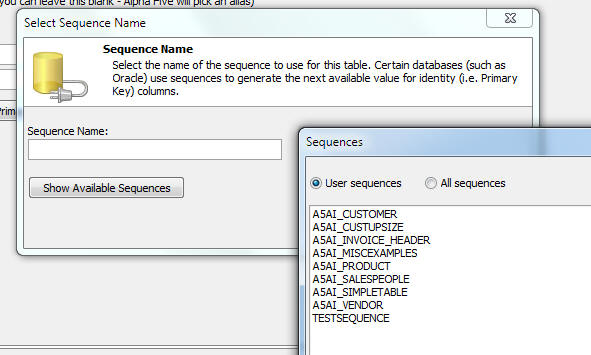 you can leave this blank - Alpha Five will pick an alias)
Select Sequence Name
Sequence Name
Select the name of the sequence to use for this table. Certain databases (such as
Oracle) use sequences to generate the next available value for identity (i.e. Primary
Key) columns.
Prim
Sequence Name:
Show Available Sequences
Sequences
User sequences
All sequences
A5AI_CUSTOMER
A5AI_CUSTUPSIZE
A5AI_INVOICE_HEADER
A5AI_MISCEXAMPLES
A5AI_PRODUCT
A5AI_SALESPEOPLE
A5AI_SIMPLETABLE
A5AI_VENDOR
TESTSEQUENCE